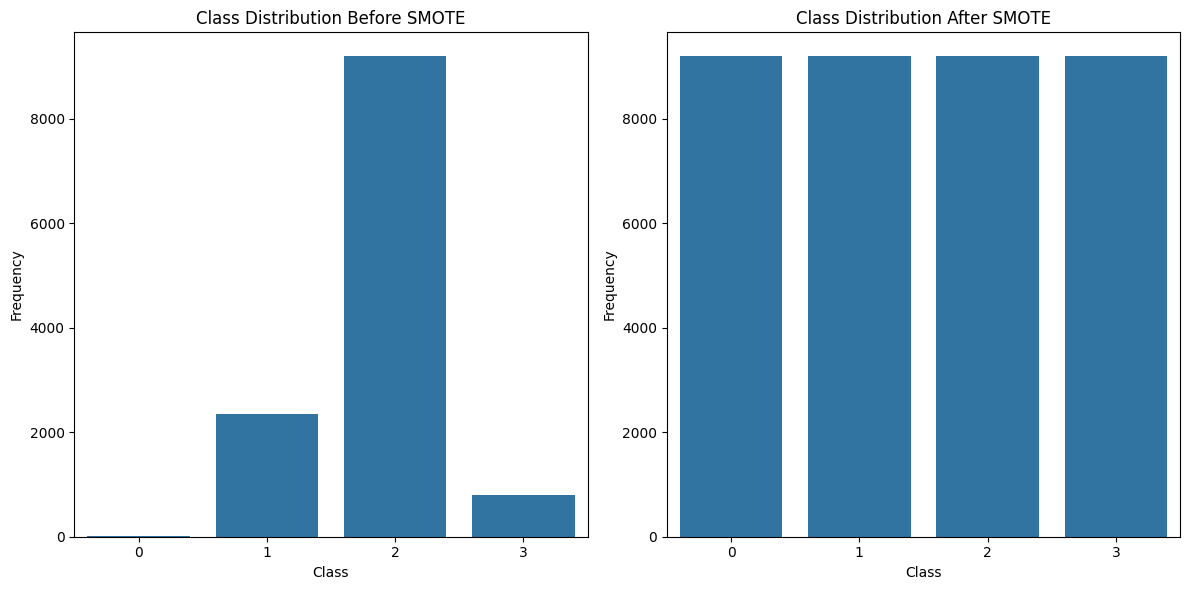 Class Distribution Before SMOTE
8000
6000
4000
2000
0
Frequency
0 1 2 3
Class
Class Distribution After SMOTE
8000
6000
4000
2000
0
Frequency
0 1 2 3
Class